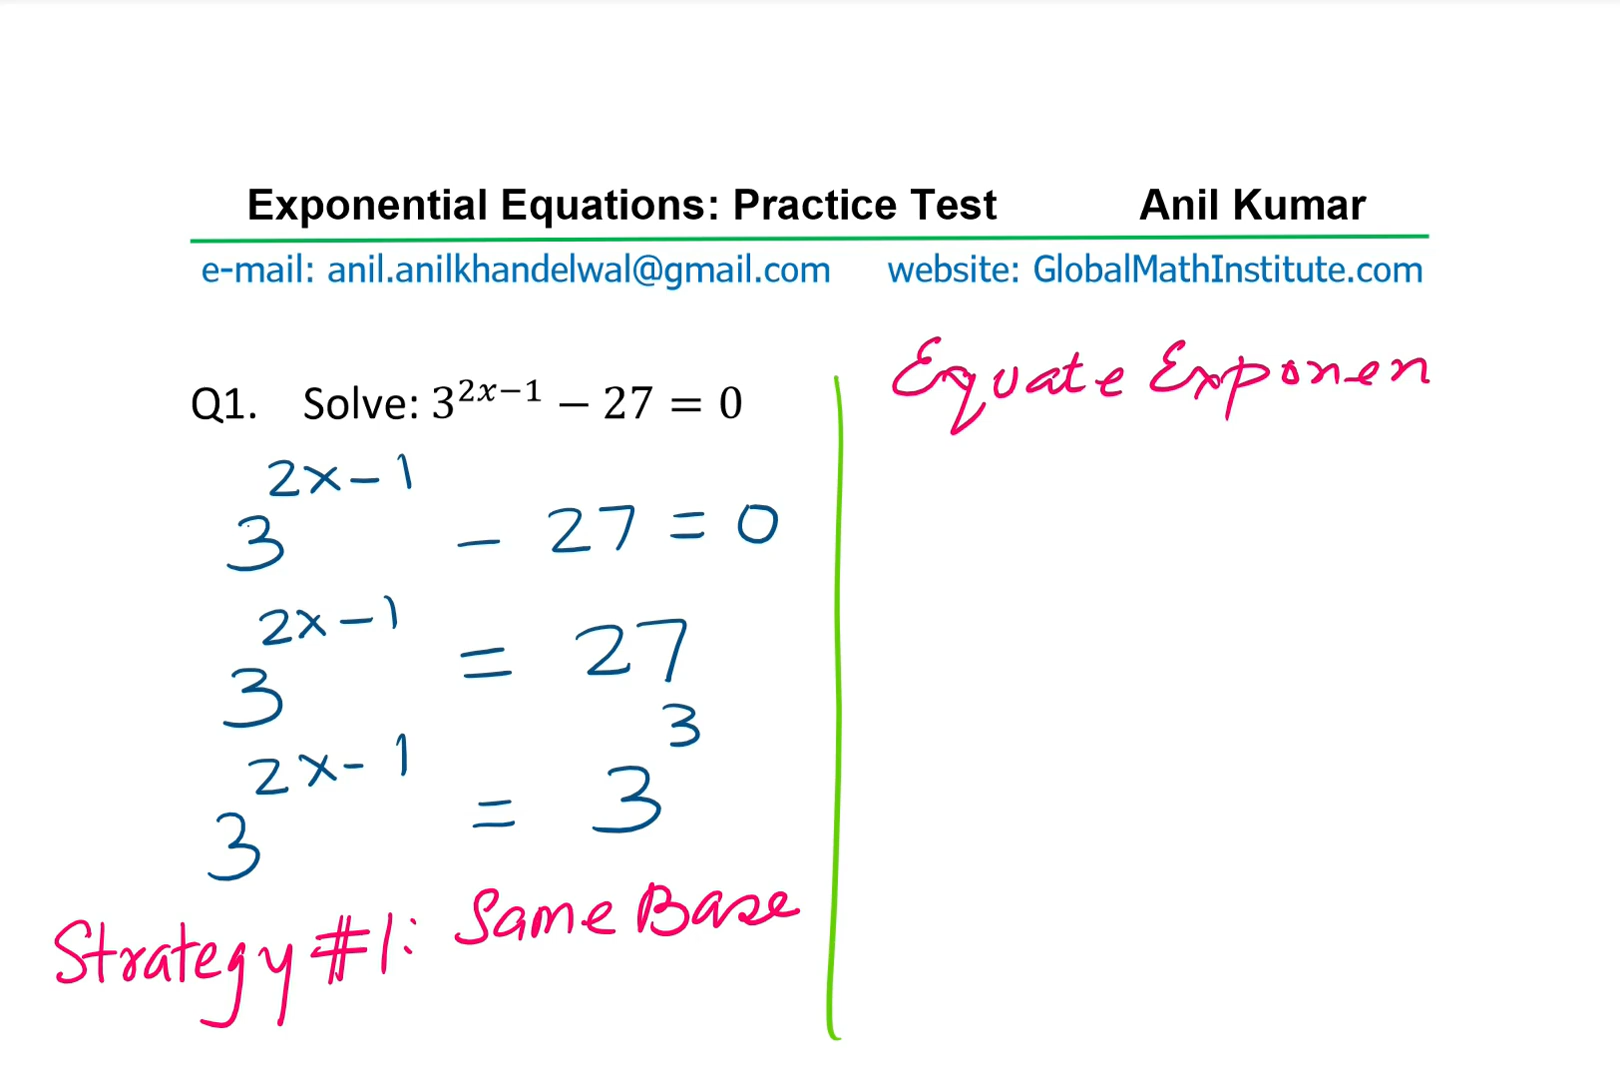 Exponential Equations: Practice Test Anil Kumar
e-mail: anil.anilkhandelwal@gmail.com website: GlobalMathInstitute.com
Q1. Solve: 3^{2x−1} − 27 = 0
3^{2x−1} − 27 = 0
3^{2x−1} = 27
3^{2x−1} = 3^3
Strategy #1: Same Base
Equate Exponen